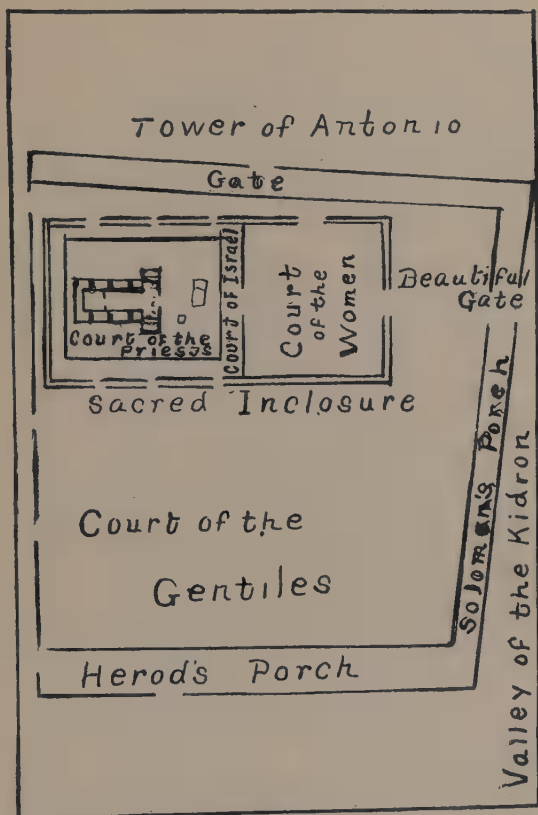 Tower of Antonio
Gate
Court of Israel
Court
of the
Women
Beautiful
Gate
Court of the
Priests
Sacred Inclosure
Solomon's Porch
Valley of the Kidron
Court of the
Gentiles
Herod's Porch